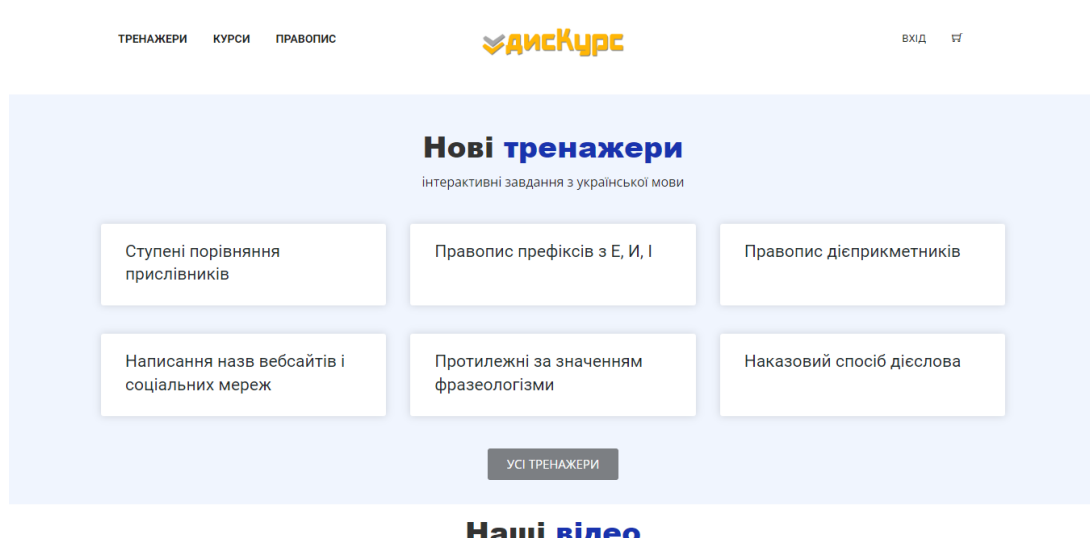 ТРЕНАЖЕРИ КУРСИ ПРАВОПИС
дисКурс
ВХІД
Нові тренажери
інтерактивні завдання з української мови
Ступені порівняння
прислівників
Правопис префіксів з Е, И, І
Правопис дієприкметників
Написання назв вебсайтів і
соціальних мереж
Протилежні за значенням
фразеологізми
Наказовий спосіб дієслова
УСІ ТРЕНАЖЕРИ
Наші відео